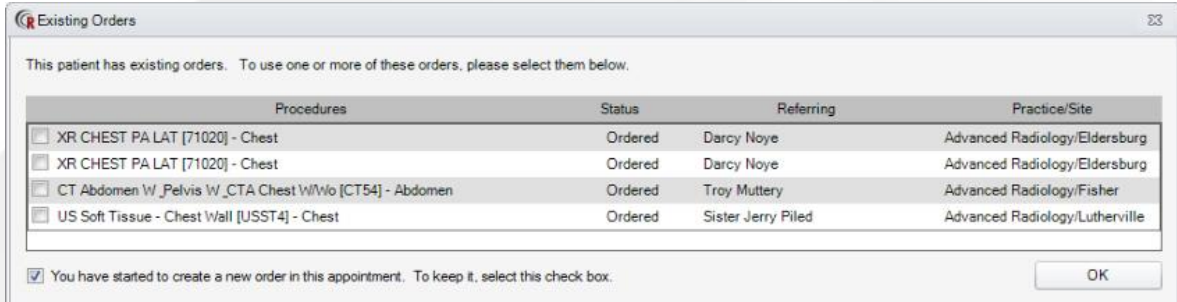 Existing Orders
This patient has existing orders. To use one or more of these orders, please select them below.
Procedures Status Referring Practice/Site
XR CHEST PA LAT [71020] - Chest Ordered Darcy Noye Advanced Radiology/Eldersburg
XR CHEST PA LAT [71020] - Chest Ordered Darcy Noye Advanced Radiology/Eldersburg
CT Abdomen W_Pelvis W_CTA Chest W/Wo [CT54] - Abdomen Ordered Troy Muttery Advanced Radiology/Fisher
US Soft Tissue - Chest Wall [USST4] - Chest Ordered Sister Jerry Piled Advanced Radiology/Lutherville
You have started to create a new order in this appointment. To keep it, select this check box. OK